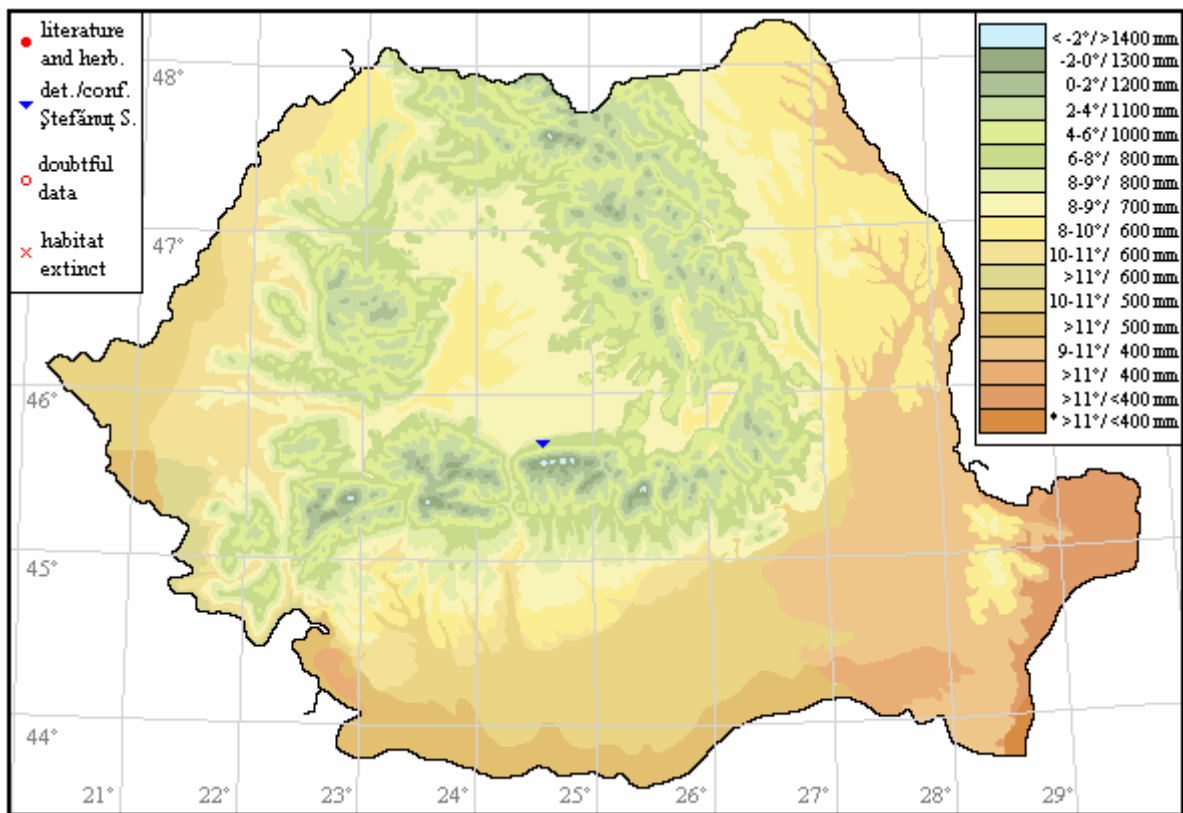 literature
and herb.
det./conf.
Ştefănuţ S.
doubtful
data
habitat
extinct
< -2°/>1400 mm
-2-0°/ 1300 mm
0-2°/ 1200 mm
2-4°/ 1100 mm
4-6°/ 1000 mm
6-8°/ 800 mm
8-9°/ 800 mm
8-9°/ 700 mm
8-10°/ 600 mm
10-11°/ 600 mm
>11°/ 600 mm
10-11°/ 500 mm
>11°/ 500 mm
9-11°/ 400 mm
>11°/ 400 mm
>11°/<400 mm
* >11°/<400 mm
48°
47°
46°
45°
44°
21° 22° 23° 24° 25° 26° 27° 28° 29°